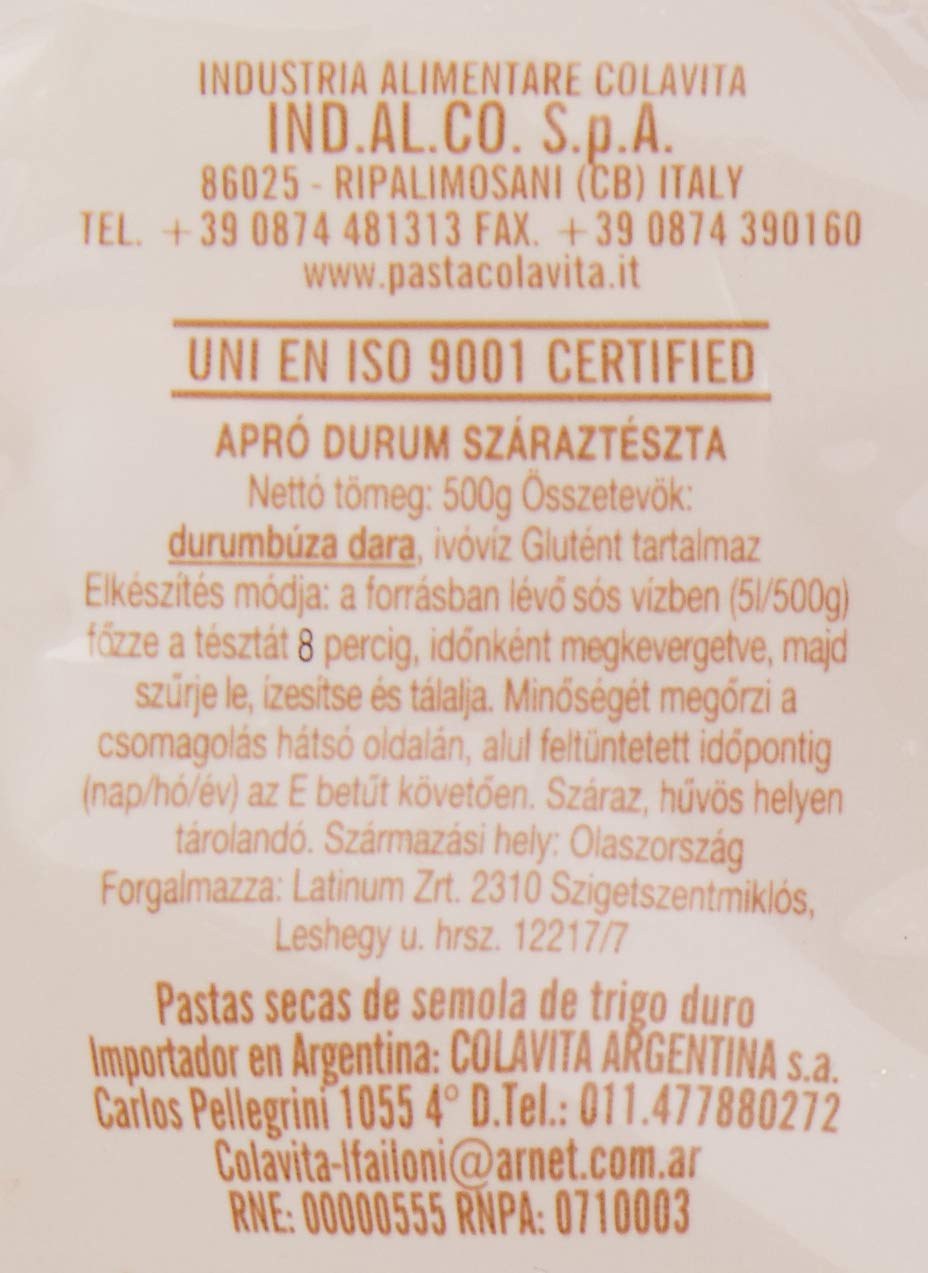 INDUSTRIA ALIMENTARE COLAVITA
IND.AL.CO. S.p.A.
86025 - RIPALIMOSANI (CB) ITALY
TEL. +39 0874 481313 FAX. +39 0874 390160
www.pastacolavita.it
UNI EN ISO 9001 CERTIFIED
APRÓ DURUM SZÁRAZTÉSZTA
Nettó tömeg: 500g Összetevök:
durumbúza dara, ivóvíz Glutént tartalmaz
Elkészítés módja: a forrásban lévő sós vízben (5l/500g)
főzze a tésztát 8 percig, időnként megkevergetve, majd
szűrje le, ízesítse és tálalja. Minőségét megőrzi a
csomagolás hátsó oldalán, alul feltüntetett időpontig
(nap/hó/év) az E betűt követően. Száraz, hűvös helyen
tárolandó. Származási hely: Olaszország
Forgalmazza: Latinum Zrt. 2310 Szigetszentmiklós,
Leshegy u. hrsz. 12217/7
Pastas secas de semola de trigo duro
Importador en Argentina: COLAVITA ARGENTINA s.a.
Carlos Pellegrini 1055 4° D.Tel.: 011.477880272
Colavita-lfailoni@arnet.com.ar
RNE: 00000555 RNPA: 0710003